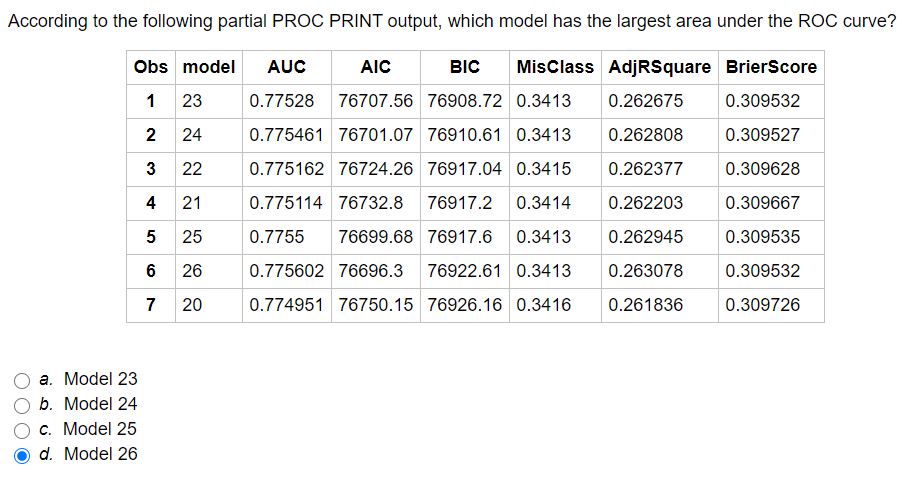 According to the following partial PROC PRINT output, which model has the largest area under the ROC curve?
Obs model AUC AIC BIC MisClass AdjRSquare BrierScore
1 23 0.77528 76707.56 76908.72 0.3413 0.262675 0.309532
2 24 0.775461 76701.07 76910.61 0.3413 0.262808 0.309527
3 22 0.775162 76724.26 76917.04 0.3415 0.262377 0.309628
4 21 0.775114 76732.8 76917.2 0.3414 0.262203 0.309667
5 25 0.7755 76699.68 76917.6 0.3413 0.262945 0.309535
6 26 0.775602 76696.3 76922.61 0.3413 0.263078 0.309532
7 20 0.774951 76750.15 76926.16 0.3416 0.261836 0.309726
a. Model 23
b. Model 24
c. Model 25
d. Model 26